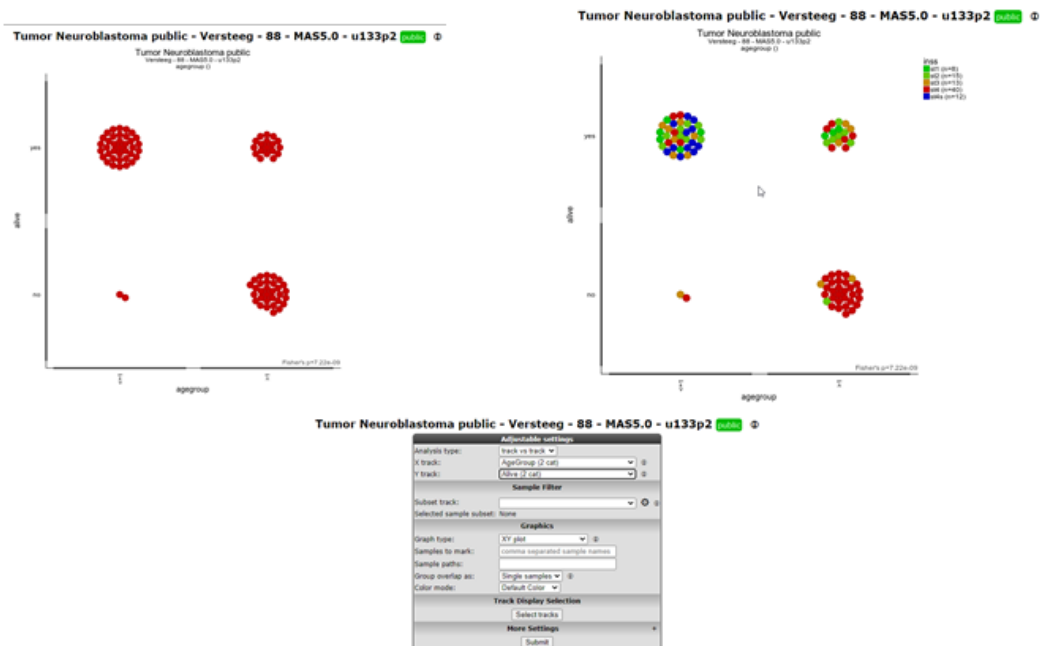 Tumor Neuroblastoma public - Versteeg - 88 - MAS5.0 - u133p2 public
Tumor Neuroblastoma public
Versteeg - 88 - MAS5.0 - u133p2
agegroup ()
yes
alive
no
Fisher's p=7.22e-09
agegroup
Tumor Neuroblastoma public - Versteeg - 88 - MAS5.0 - u133p2 public
Tumor Neuroblastoma public
Versteeg - 88 - MAS5.0 - u133p2
agegroup ()
inss
st1 (n=8)
st2 (n=15)
st3 (n=13)
st4 (n=40)
st4s (n=12)
yes
alive
no
Fisher's p=7.22e-09
agegroup
Tumor Neuroblastoma public - Versteeg - 88 - MAS5.0 - u133p2 public
Adjustable settings
Analysis type: track vs track
X track: AgeGroup (2 cat)
Y track: Alive (2 cat)
Sample Filter
Subset track:
Selected sample subset: None
Graphics
Graph type: XY plot
Samples to mark: comma separated sample names
Sample paths:
Group overlap as: Single samples
Color mode: Default Color
Track Display Selection
Select tracks
More Settings +
Submit